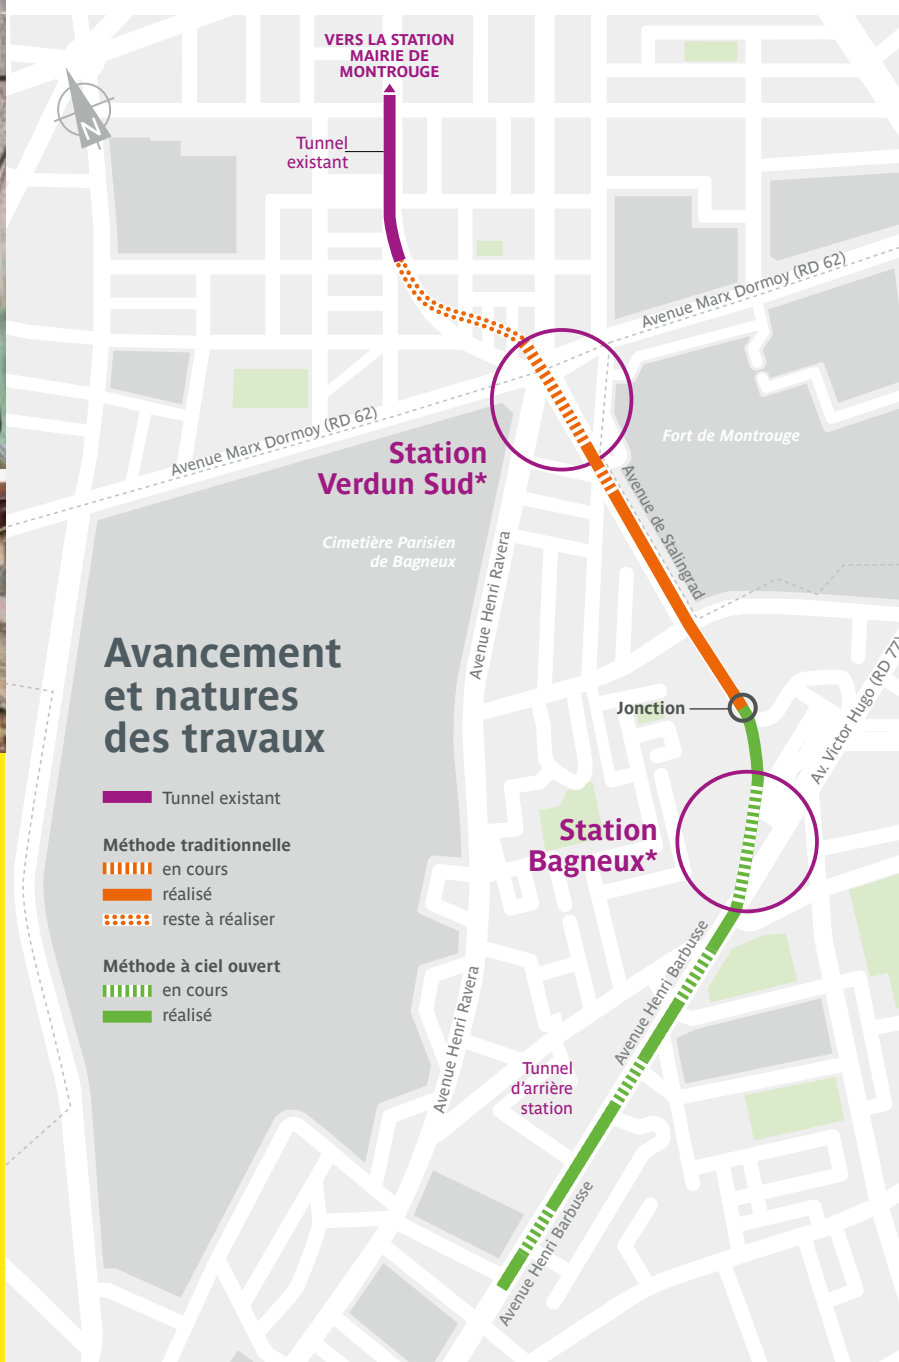 VERS LA STATION
MAIRIE DE
MONTROUGE
Tunnel
existant
N
Avenue Marx Dormoy (RD 62)
Avenue Marx Dormoy (RD 62)
Fort de Montrouge
Station
Verdun Sud*
Avenue de Stalingrad
Cimetière Parisien
de Bagneux
Avenue Henri Ravera
Avancement
et natures
des travaux
Jonction
Av. Victor Hugo (RD 77)
Tunnel existant
Méthode traditionnelle
en cours
réalisé
reste à réaliser
Méthode à ciel ouvert
en cours
réalisé
Station
Bagneux*
Avenue Henri Barbusse
Avenue Henri Ravera
Tunnel
d'arrière
station
Avenue Henri Barbusse